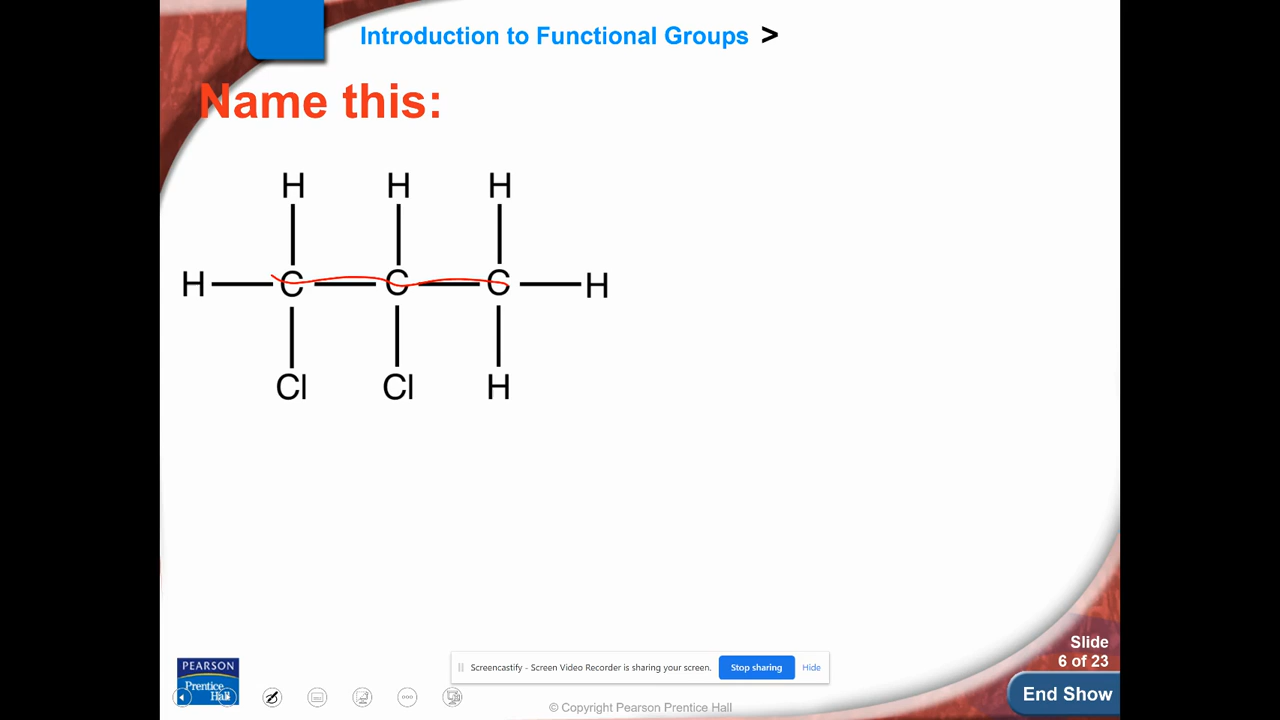 Introduction to Functional Groups >
Name this:
H H H
H C C C H
Cl Cl H
Slide
6 of 23
End Show
PEARSON
Prentice
Hall
Screencastify - Screen Video Recorder is sharing your screen. Stop sharing Hide
© Copyright Pearson Prentice Hall